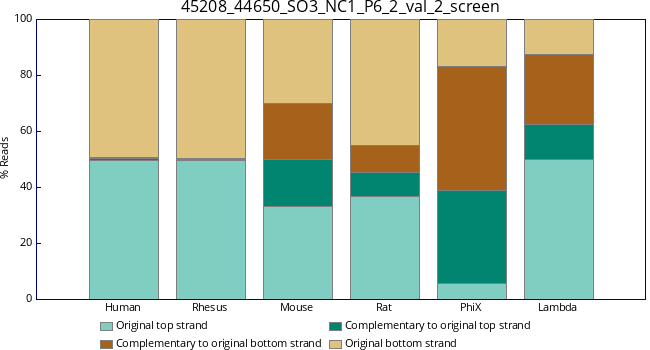 45208_44650_SO3_NC1_P6_2_val_2_screen
100
80
60
40
20
0
% Reads
Human Rhesus Mouse Rat PhiX Lambda
Original top strand Complementary to original top strand
Complementary to original bottom strand Original bottom strand